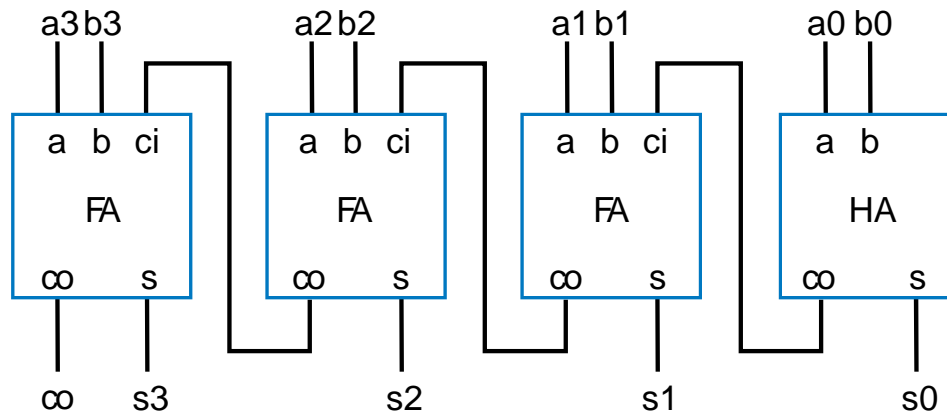 a3 b3 a2 b2 a1 b1 a0 b0
a b ci a b ci a b ci a b
FA FA FA HA
co s co s co s co s
co s3 s2 s1 s0